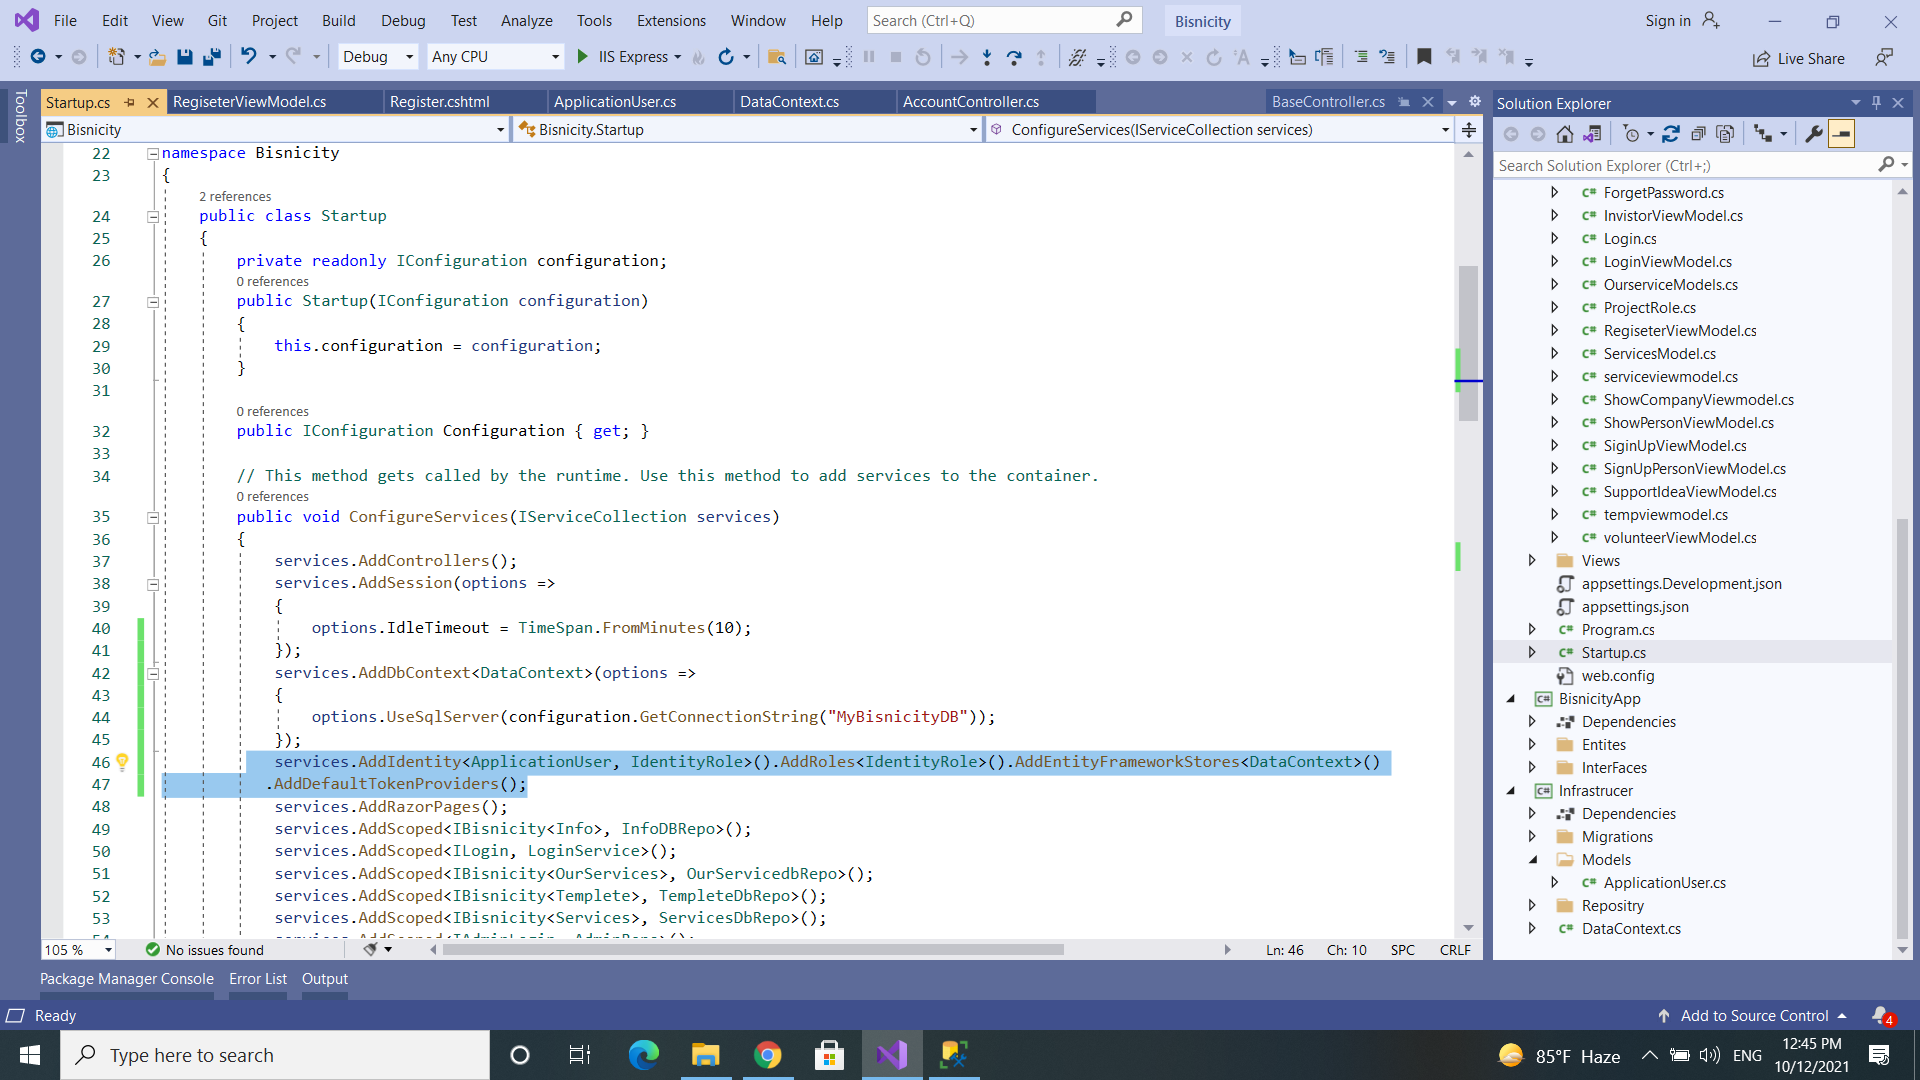 File Edit View Git Project Build Debug Test Analyze Tools Extensions Window Help Search (Ctrl+Q) Bisnicity Sign in
Debug Any CPU IIS Express Live Share
Toolbox
Startup.cs RegiseterViewModel.cs Register.cshtml ApplicationUser.cs DataContext.cs AccountController.cs BaseController.cs
Bisnicity Bisnicity.Startup ConfigureServices(IServiceCollection services)
22 namespace Bisnicity
23 {
2 references
24 public class Startup
25 {
26 private readonly IConfiguration configuration;
0 references
27 public Startup(IConfiguration configuration)
28 {
29 this.configuration = configuration;
30 }
31
0 references
32 public IConfiguration Configuration { get; }
33
34 // This method gets called by the runtime. Use this method to add services to the container.
0 references
35 public void ConfigureServices(IServiceCollection services)
36 {
37 services.AddControllers();
38 services.AddSession(options =>
39 {
40 options.IdleTimeout = TimeSpan.FromMinutes(10);
41 });
42 services.AddDbContext<DataContext>(options =>
43 {
44 options.UseSqlServer(configuration.GetConnectionString("MyBisnicityDB"));
45 });
46 services.AddIdentity<ApplicationUser, IdentityRole>().AddRoles<IdentityRole>().AddEntityFrameworkStores<DataContext>()
47 .AddDefaultTokenProviders();
48 services.AddRazorPages();
49 services.AddScoped<IBisnicity<Info>, InfoDBRepo>();
50 services.AddScoped<ILogin, LoginService>();
51 services.AddScoped<IBisnicity<OurServices>, OurServicedbRepo>();
52 services.AddScoped<IBisnicity<Templete>, TempleteDbRepo>();
53 services.AddScoped<IBisnicity<Services>, ServicesDbRepo>();
105 % No issues found Ln: 46 Ch: 10 SPC CRLF
Solution Explorer
Search Solution Explorer (Ctrl+;)
C# ForgetPassword.cs
C# InvistorViewModel.cs
C# Login.cs
C# LoginViewModel.cs
C# OurserviceModels.cs
C# ProjectRole.cs
C# RegiseterViewModel.cs
C# ServicesModel.cs
C# serviceviewmodel.cs
C# ShowCompanyViewmodel.cs
C# ShowPersonViewModel.cs
C# SiginUpViewModel.cs
C# SignUpPersonViewModel.cs
C# SupportIdeaViewModel.cs
C# tempviewmodel.cs
C# volunteerViewModel.cs
Views
appsettings.Development.json
appsettings.json
C# Program.cs
C# Startup.cs
web.config
C# BisnicityApp
Dependencies
Entites
InterFaces
C# Infrastrucer
Dependencies
Migrations
Models
C# ApplicationUser.cs
Repositry
C# DataContext.cs
Package Manager Console Error List Output
Ready Add to Source Control 4
Type here to search 85°F Haze ENG 12:45 PM
10/12/2021